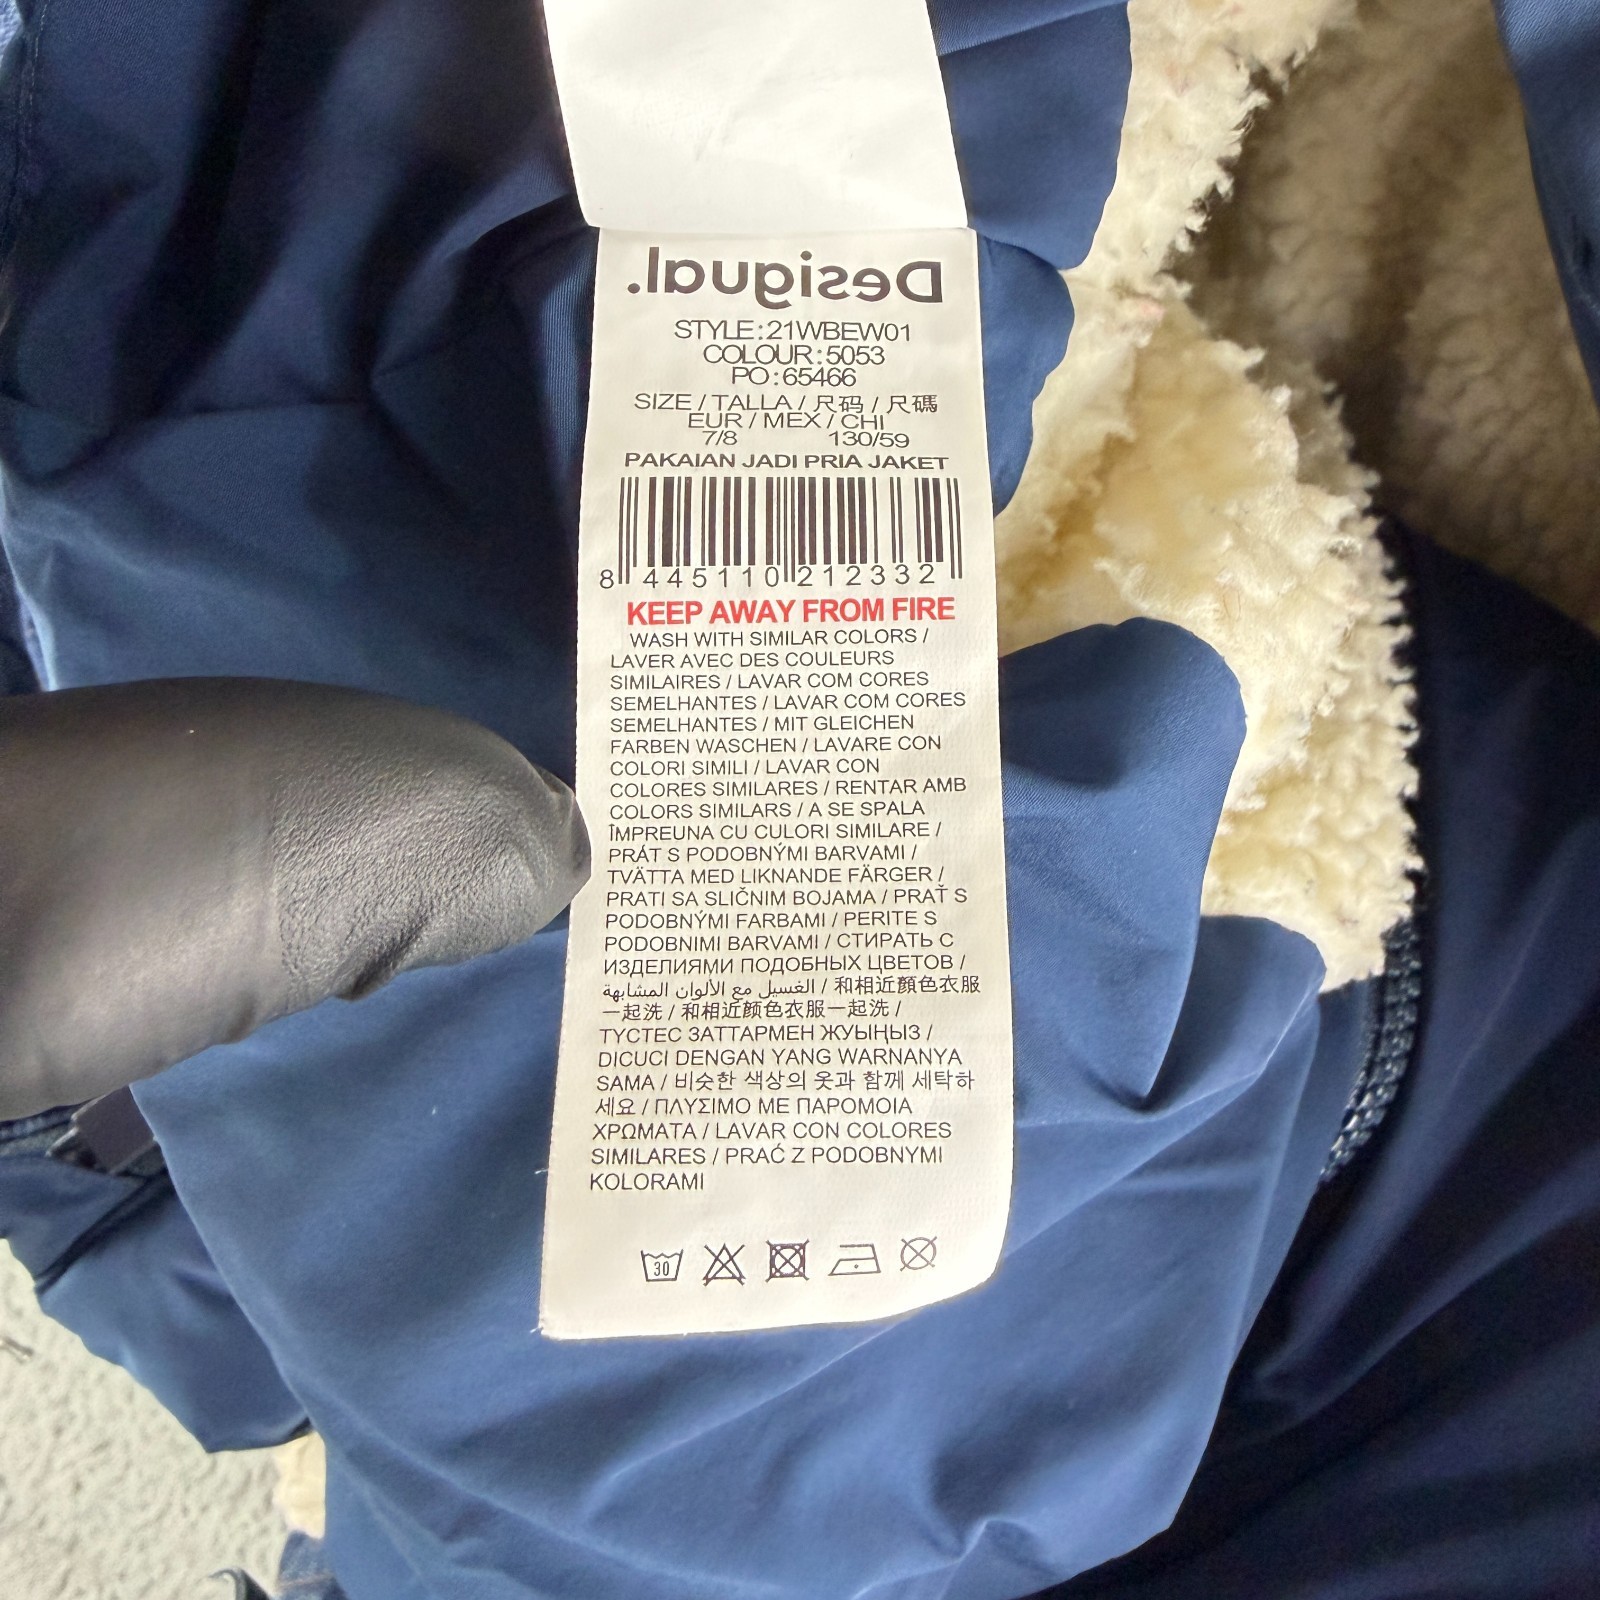 Desigual.
STYLE:21WBEW01
COLOUR:5053
PO:65466
SIZE / TALLA / 尺码 / 尺碼
EUR / MEX / CHI
7/8 130/59
PAKAIAN JADI PRIA JAKET
8 445110 212332
KEEP AWAY FROM FIRE
WASH WITH SIMILAR COLORS /
LAVER AVEC DES COULEURS
SIMILAIRES / LAVAR COM CORES
SEMELHANTES / LAVAR COM CORES
SEMELHANTES / MIT GLEICHEN
FARBEN WASCHEN / LAVARE CON
COLORI SIMILI / LAVAR CON
COLORES SIMILARES / RENTAR AMB
COLORS SIMILARS / A SE SPALA
ÎMPREUNA CU CULORI SIMILARE /
PRÁT S PODOBNÝMI BARVAMI /
TVÄTTA MED LIKNANDE FÄRGER /
PRATI SA SLIČNIM BOJAMA / PRAŤ S
PODOBNÝMI FARBAMI / PERITE S
PODOBNIMI BARVAMI / СТИРАТЬ С
ИЗДЕЛИЯМИ ПОДОБНЫХ ЦВЕТОВ /
الغسيل مع الألوان المشابهة / 和相近顏色衣服
一起洗 / 和相近颜色衣服一起洗 /
ТҮСТЕС ЗАТТАРМЕН ЖУЫҢЫЗ /
DICUCI DENGAN YANG WARNANYA
SAMA / 비슷한 색상의 옷과 함께 세탁하
세요 / ΠΛΥΣΙΜΟ ΜΕ ΠΑΡΟΜΟΙΑ
ΧΡΩΜΑΤΑ / LAVAR CON COLORES
SIMILARES / PRAĆ Z PODOBNYMI
KOLORAMI
30